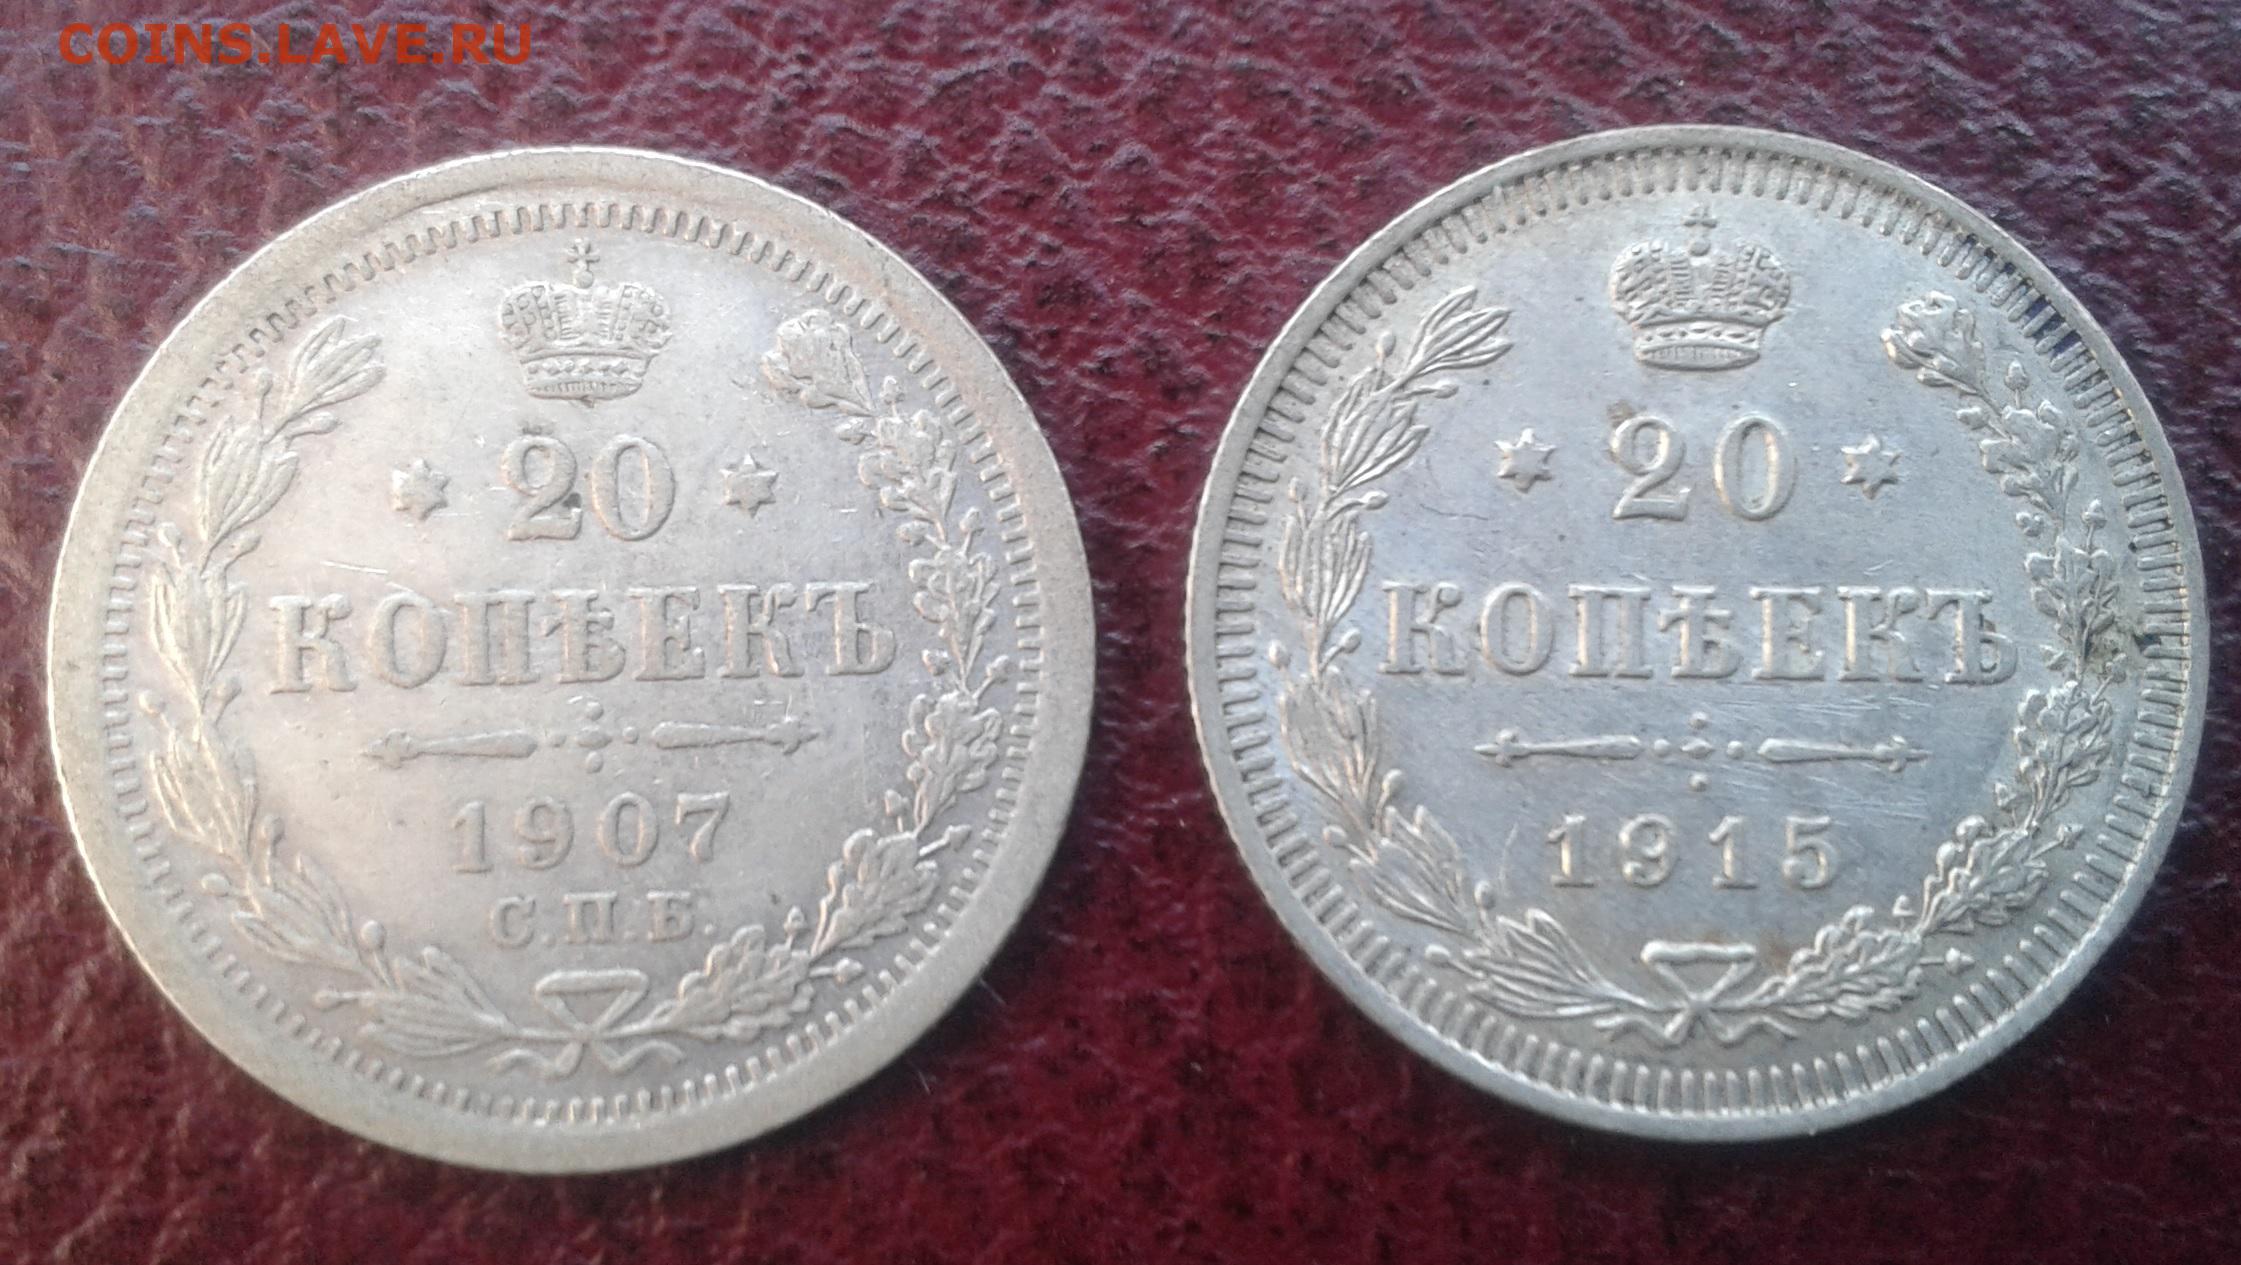 COINS.LAVE.RU
20
КОПѢЕКЪ
1907
С.П.Б.
20
КОПѢЕКЪ
1915